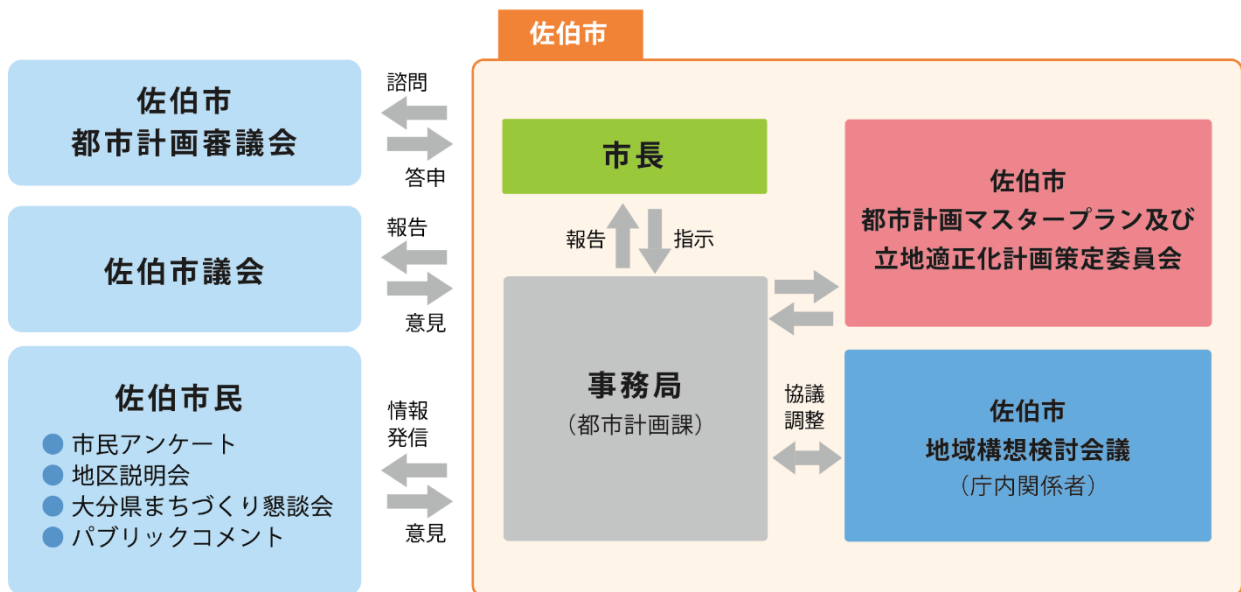 佐伯市
佐伯市
都市計画審議会
諮問
答申
佐伯市議会
報告
意見
佐伯市民
市民アンケート
地区説明会
大分県まちづくり懇談会
パブリックコメント
情報
発信
意見
市長
報告
指示
事務局
（都市計画課）
佐伯市
都市計画マスタープラン及び
立地適正化計画策定委員会
協議
調整
佐伯市
地域構想検討会議
（庁内関係者）